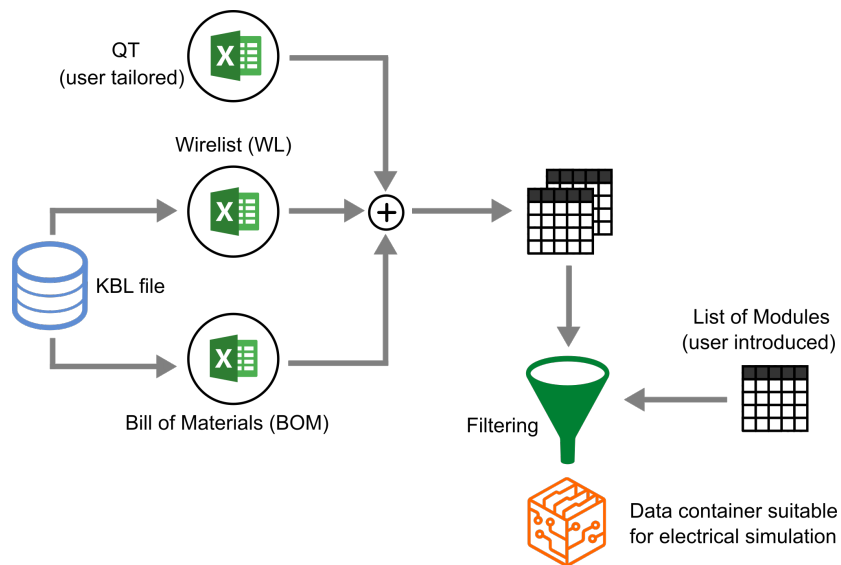 QT
(user tailored)
X
Wirelist (WL)
X
KBL file
X
Bill of Materials (BOM)
List of Modules
(user introduced)
Filtering
Data container suitable
for electrical simulation